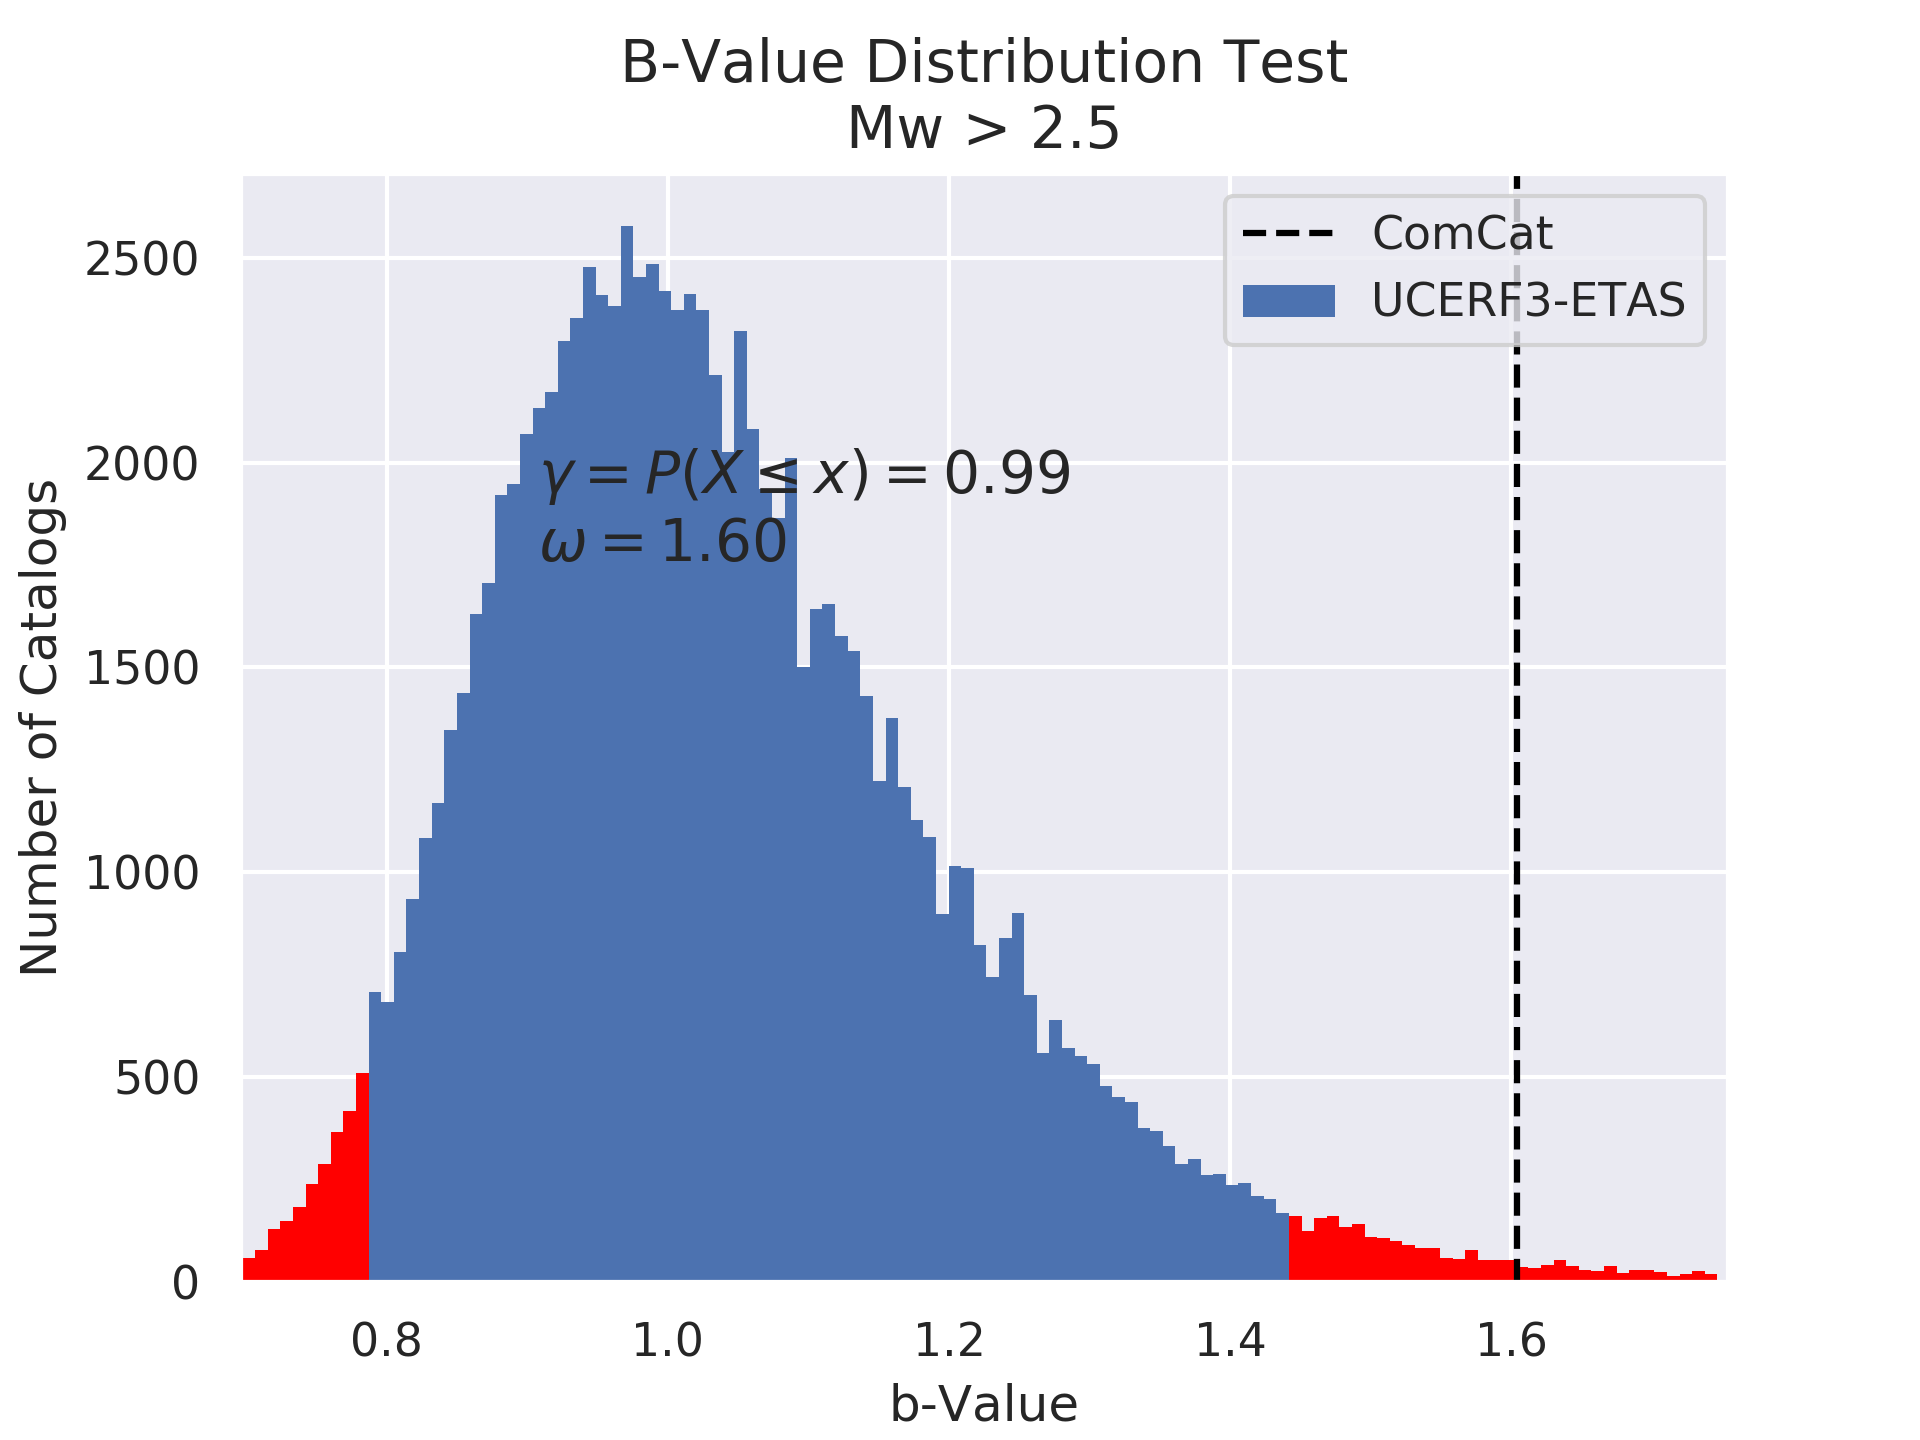 B-Value Distribution Test
Mw > 2.5
ComCat
UCERF3-ETAS
γ = P(X ≤ x) = 0.99
ω = 1.60
Number of Catalogs
2500
2000
1500
1000
500
0
0.8 1.0 1.2 1.4 1.6
b-Value